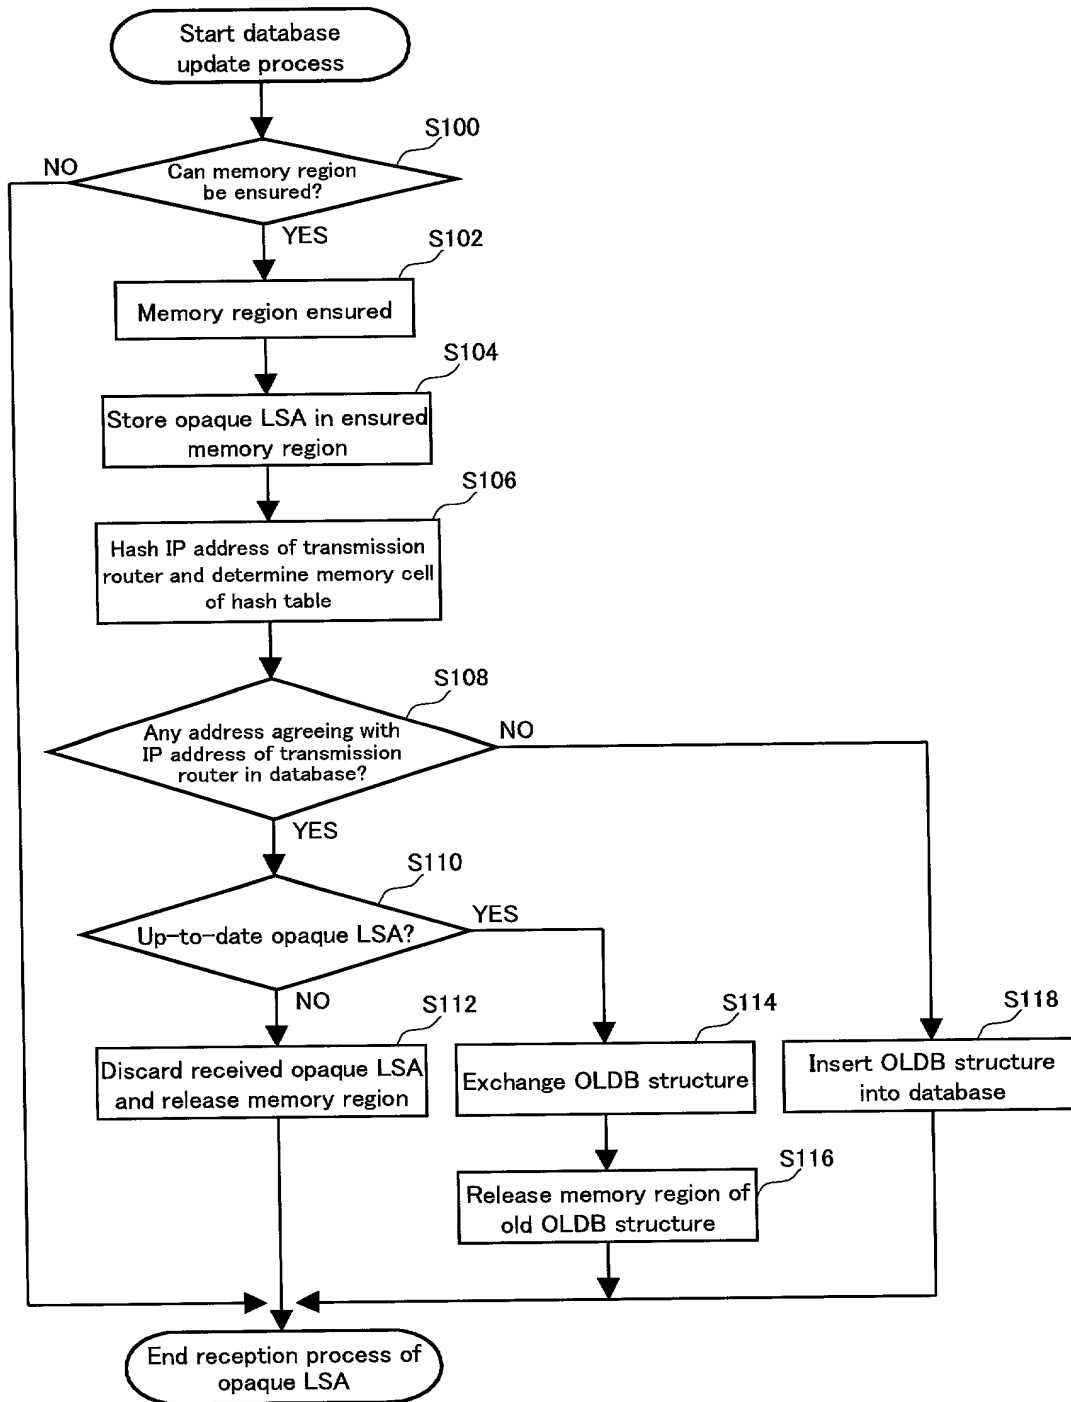 Start database
update process
S100
NO
Can memory region
be ensured?
YES
S102
Memory region ensured
S104
Store opaque LSA in ensured
memory region
S106
Hash IP address of transmission
router and determine memory cell
of hash table
S108
NO
Any address agreeing with
IP address of transmission
router in database?
YES
S110
YES
Up-to-date opaque LSA?
NO
S112
Discard received opaque LSA
and release memory region
S114
Exchange OLDB structure
S118
Insert OLDB structure
into database
S116
Release memory region of
old OLDB structure
End reception process of
opaque LSA